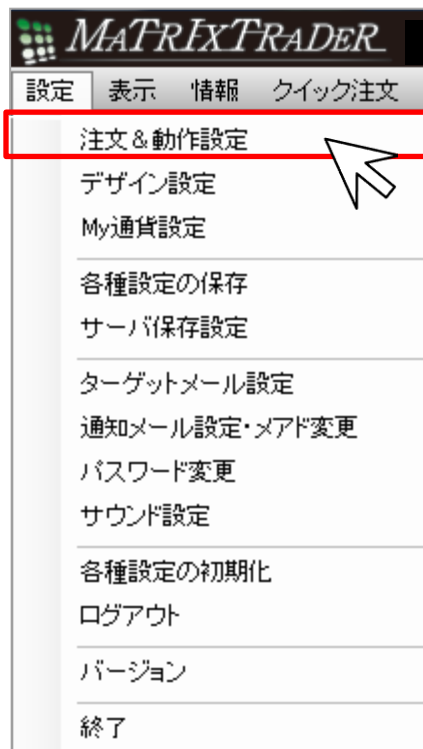 MATRIXTRADER
設定 表示 情報 クイック注文
注文&動作設定
デザイン設定
My通貨設定
各種設定の保存
サーバ保存設定
ターゲットメール設定
通知メール設定・メアド変更
パスワード変更
サウンド設定
各種設定の初期化
ログアウト
バージョン
終了